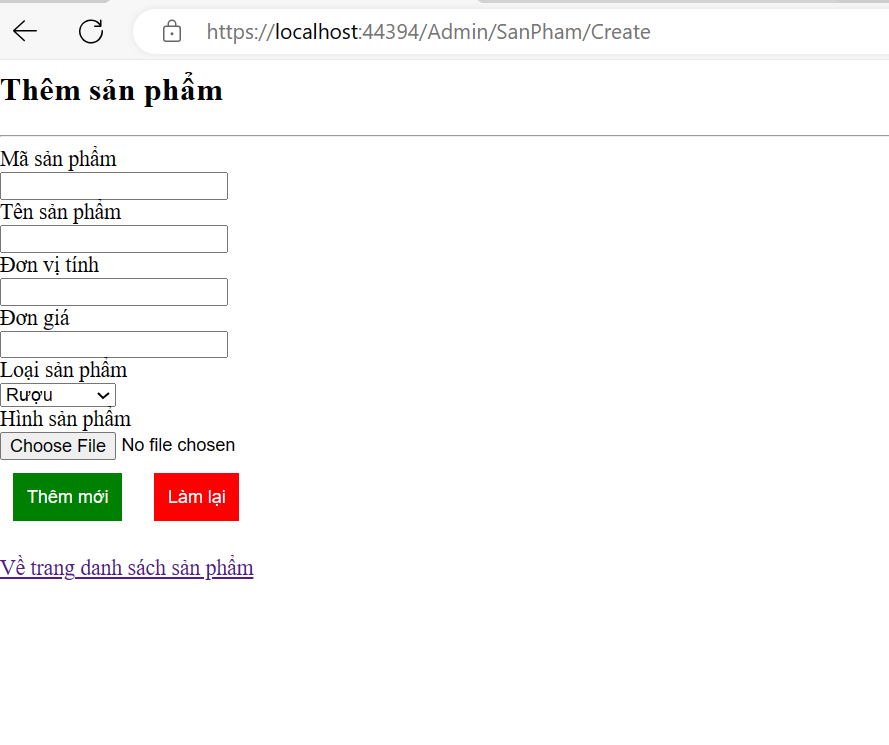 https://localhost:44394/Admin/SanPham/Create
Thêm sản phẩm
Mã sản phẩm
Tên sản phẩm
Đơn vị tính
Đơn giá
Loại sản phẩm
Rượu
Hình sản phẩm
Choose File No file chosen
Thêm mới Làm lại
Về trang danh sách sản phẩm